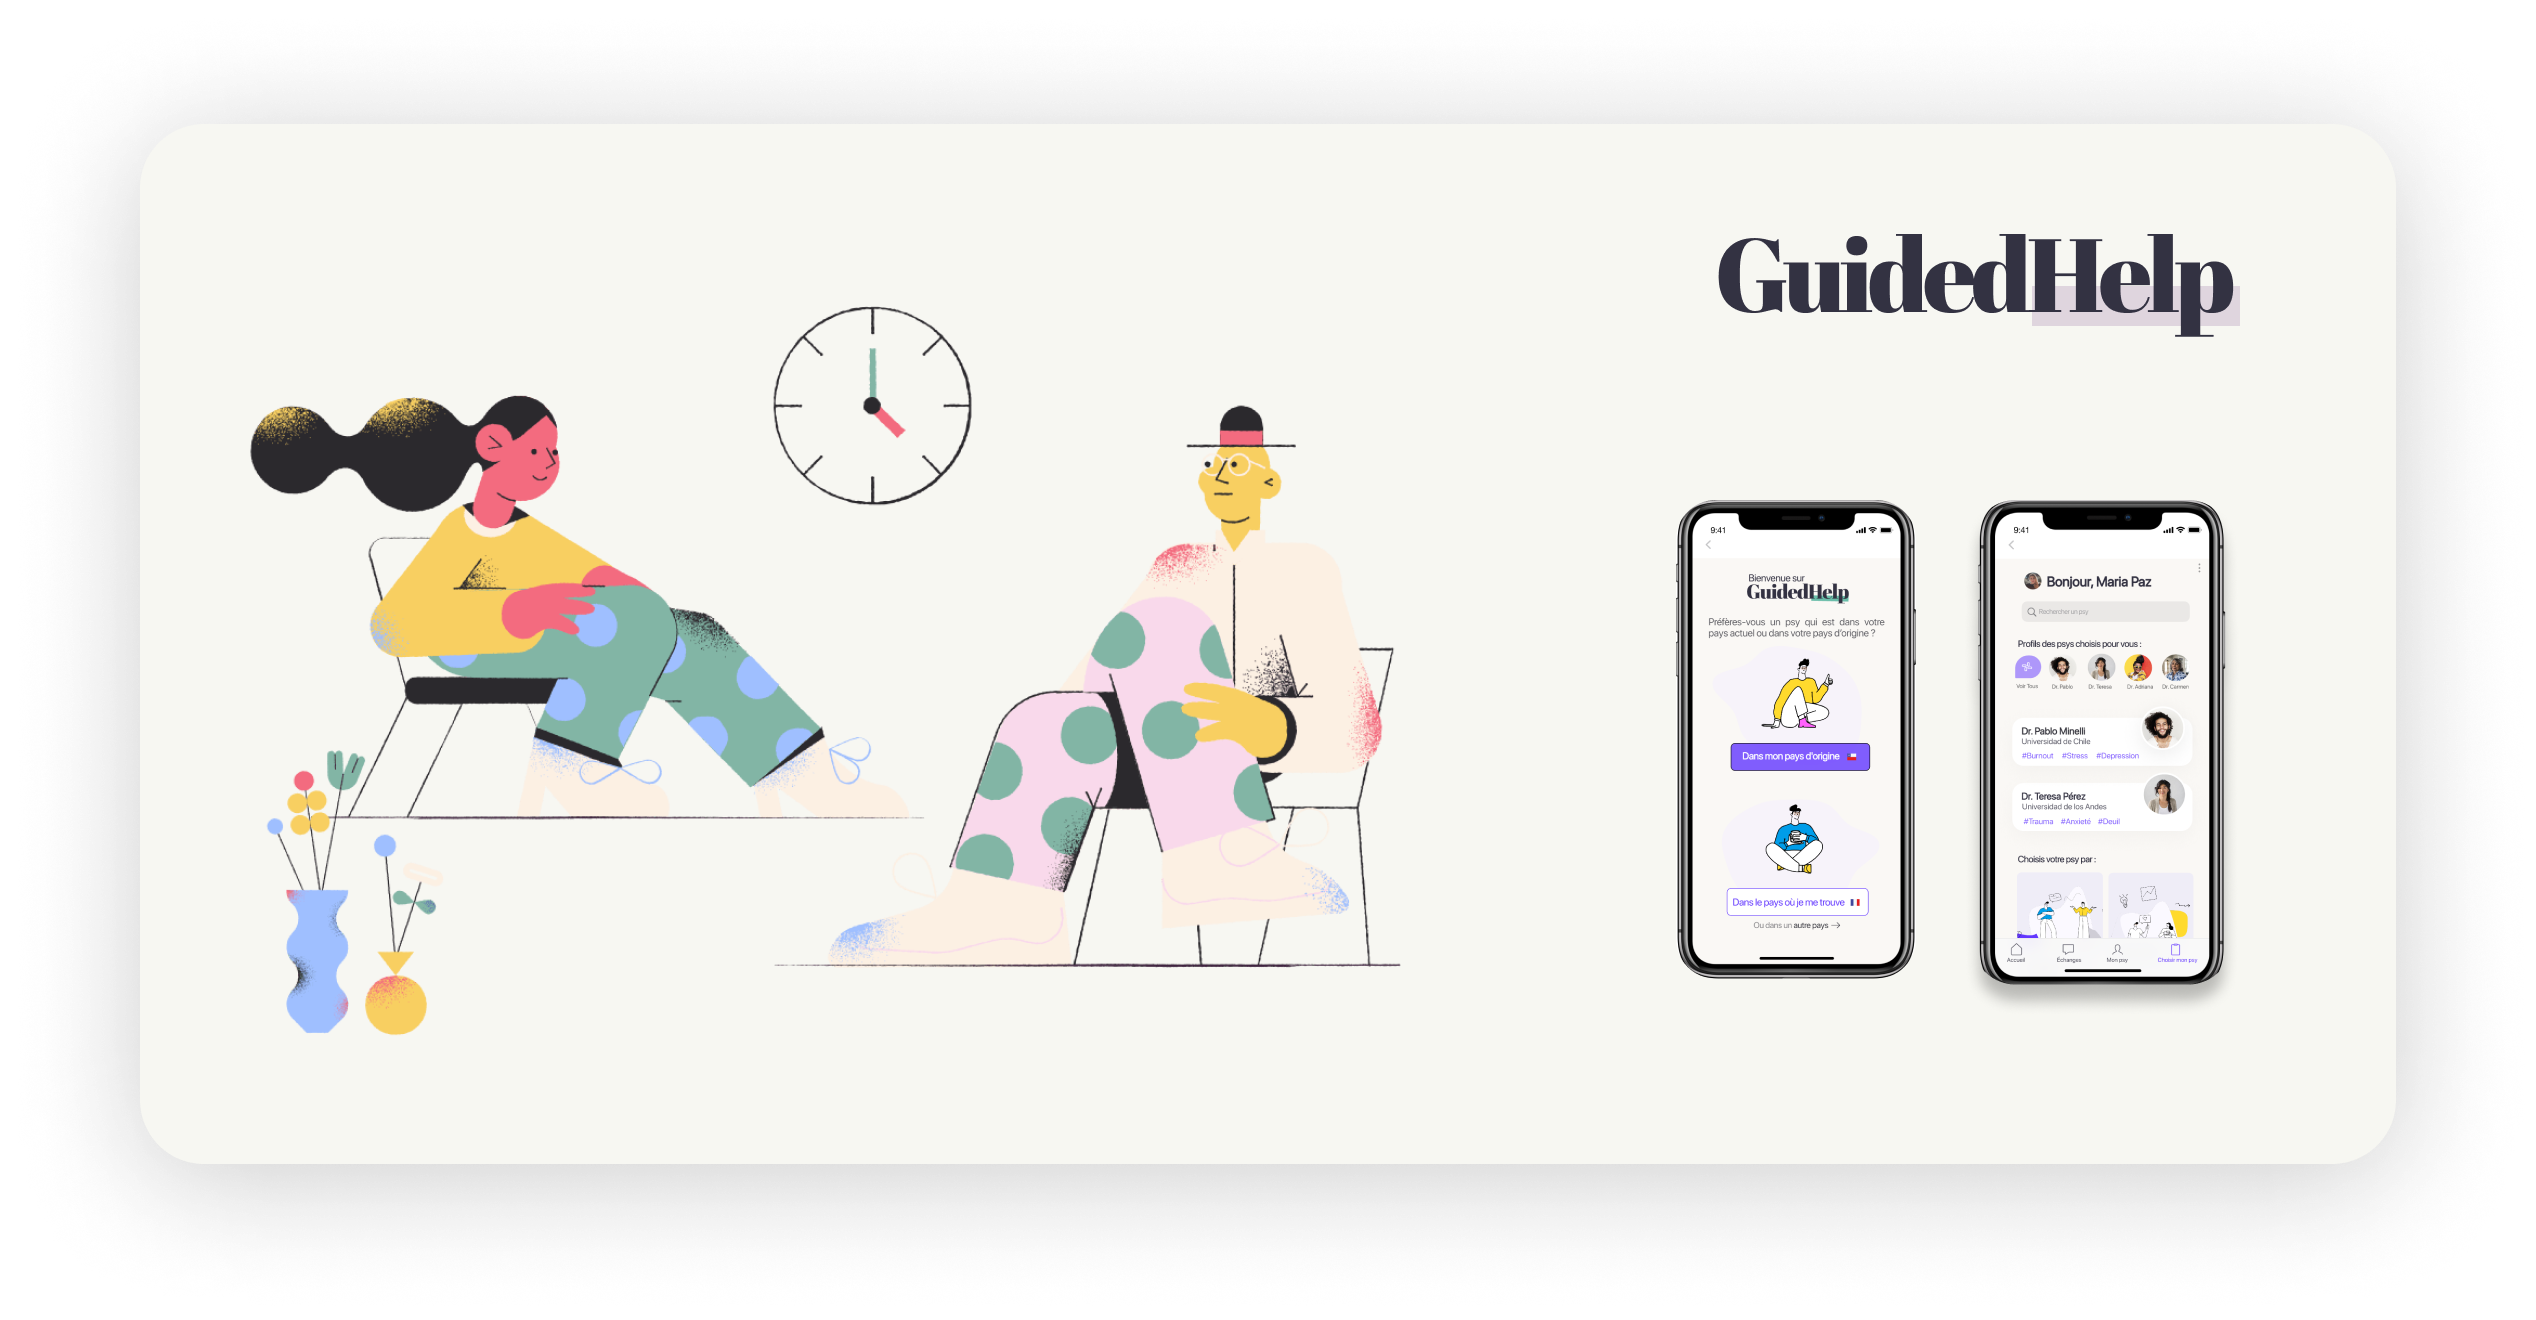 GuidedHelp
9:41
Bienvenue sur
GuidedHelp
Préfères-vous un psy qui est dans votre
pays actuel ou dans votre pays d'origine ?
Dans mon pays d'origine
Dans le pays où je me trouve
Ou dans un autre pays →
9:41
Bonjour, Maria Paz
Rechercher un psy
Profils des psys choisis pour vous :
Voir Tous
Dr. Pablo
Dr. Teresa
Dr. Adriana
Dr. Carmen
Dr. Pablo Minelli
Universidad de Chile
#Burnout #Stress #Depression
Dr. Teresa Pérez
Universidad de los Andes
#Trauma #Anxieté #Deuil
Choisis votre psy par :
Accueil
Échanges
Mon psy
Choisir mon psy